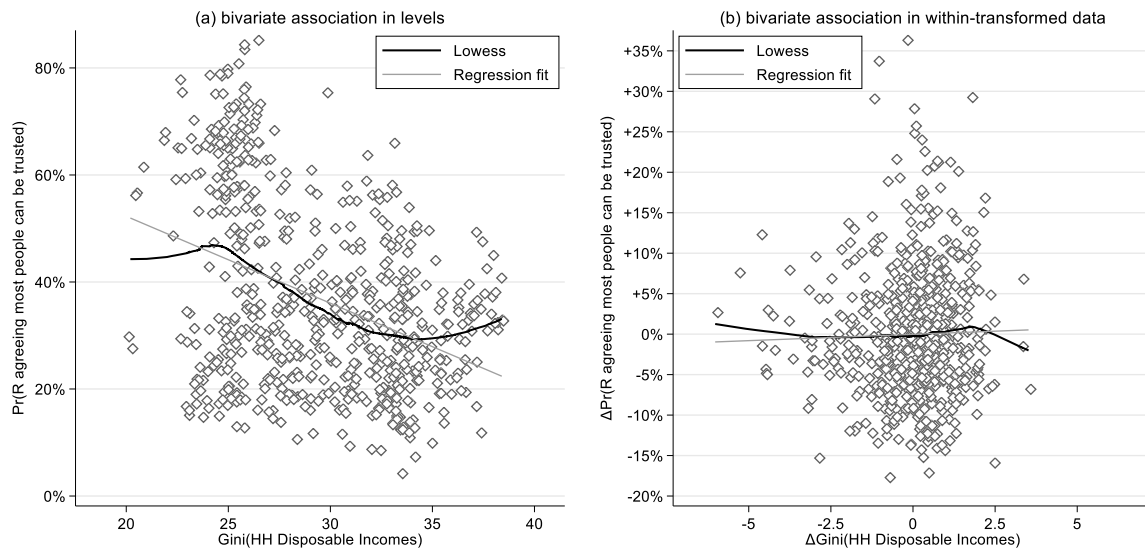 (a) bivariate association in levels
Lowess
Regression fit
80%
60%
40%
20%
0%
Pr(R agreeing most people can be trusted)
20 25 30 35 40
Gini(HH Disposable Incomes)
(b) bivariate association in within-transformed data
Lowess
Regression fit
+35%
+30%
+25%
+20%
+15%
+10%
+5%
0%
-5%
-10%
-15%
-20%
ΔPr(R agreeing most people can be trusted)
-5 -2.5 0 2.5 5
ΔGini(HH Disposable Incomes)